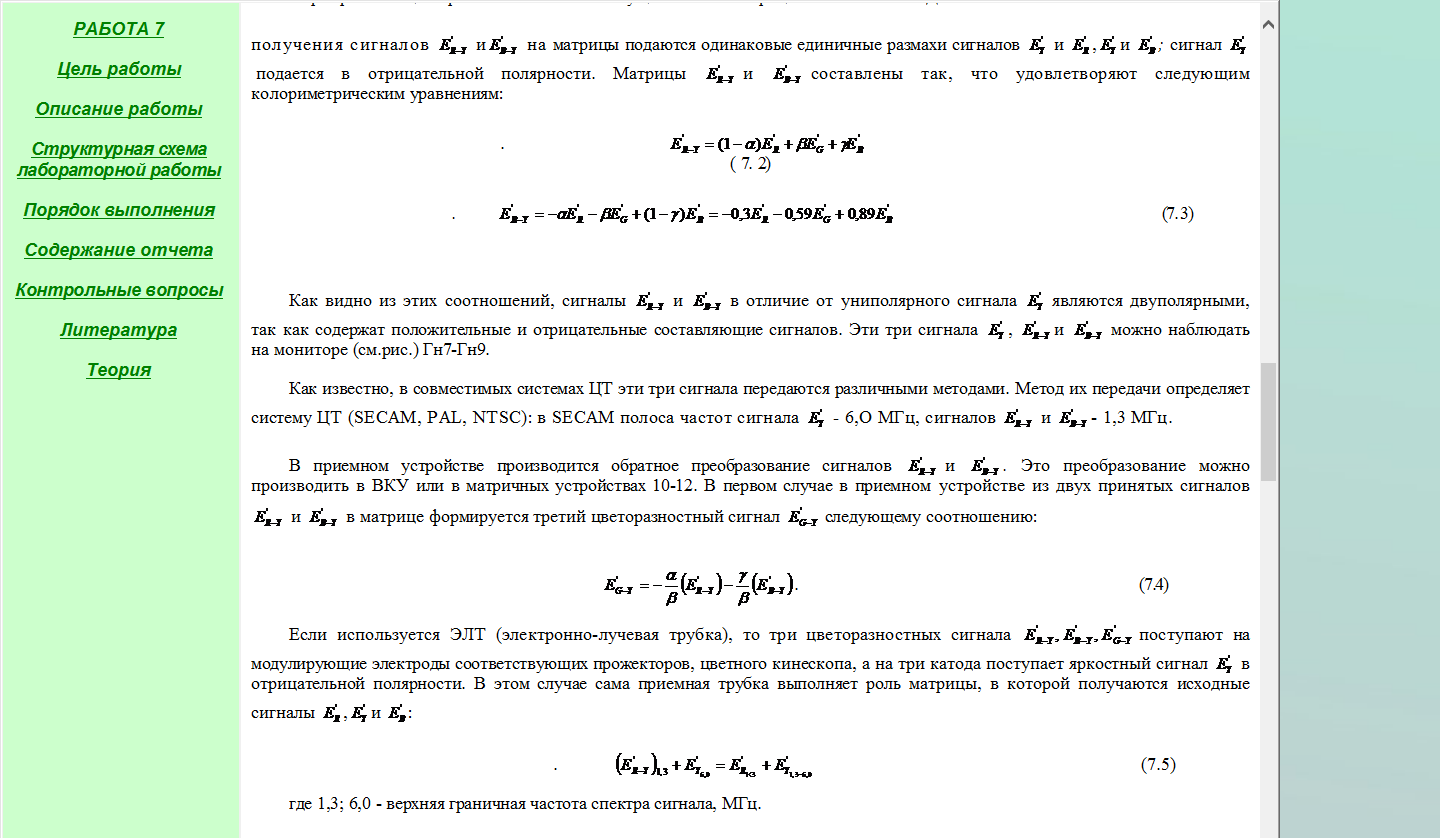 РАБОТА 7
Цель работы
Описание работы
Структурная схема
лабораторной работы
Порядок выполнения
Содержание отчета
Контрольные вопросы
Литература
Теория
получения сигналов E'R–Y и E'B–Y на матрицы подаются одинаковые единичные размахи сигналов E'Y и E'R, E'Y и E'B; сигнал E'Y
подается в отрицательной полярности. Матрицы E'R–Y и E'B–Y составлены так, что удовлетворяют следующим
колориметрическим уравнениям:
. E'R–Y = (1 − α)E'R + βE'G + γE'B
( 7. 2)
. E'B–Y = −αE'R − βE'G + (1 − γ)E'B = −0,3E'R − 0,59E'G + 0,89E'B (7.3)
Как видно из этих соотношений, сигналы E'R–Y и E'B–Y в отличие от униполярного сигнала E'Y являются двуполярными,
так как содержат положительные и отрицательные составляющие сигналов. Эти три сигнала E'Y , E'R–Y и E'B–Y можно наблюдать
на мониторе (см.рис.) Гн7-Гн9.
Как известно, в совместимых системах ЦТ эти три сигнала передаются различными методами. Метод их передачи определяет
систему ЦТ (SECAM, PAL, NTSC): в SECAM полоса частот сигнала E'Y - 6,О МГц, сигналов E'R–Y и E'B–Y - 1,3 МГц.
В приемном устройстве производится обратное преобразование сигналов E'R–Y и E'B–Y . Это преобразование можно
производить в ВКУ или в матричных устройствах 10-12. В первом случае в приемном устройстве из двух принятых сигналов
E'R–Y и E'B–Y в матрице формируется третий цветоразностный сигнал E'G–Y следующему соотношению:
E'G–Y = −α/β(E'R–Y) − γ/β(E'B–Y). (7.4)
Если используется ЭЛТ (электронно-лучевая трубка), то три цветоразностных сигнала E'R–Y, E'B–Y, E'G–Y поступают на
модулирующие электроды соответствующих прожекторов, цветного кинескопа, а на три катода поступает яркостный сигнал E'Y в
отрицательной полярности. В этом случае сама приемная трубка выполняет роль матрицы, в которой получаются исходные
сигналы E'R , E'Y и E'B :
. (E'R–Y)1,3 + E'Y6,0 = E'R1,3 + E'Y1,3–6,0 (7.5)
где 1,3; 6,0 - верхняя граничная частота спектра сигнала, МГц.